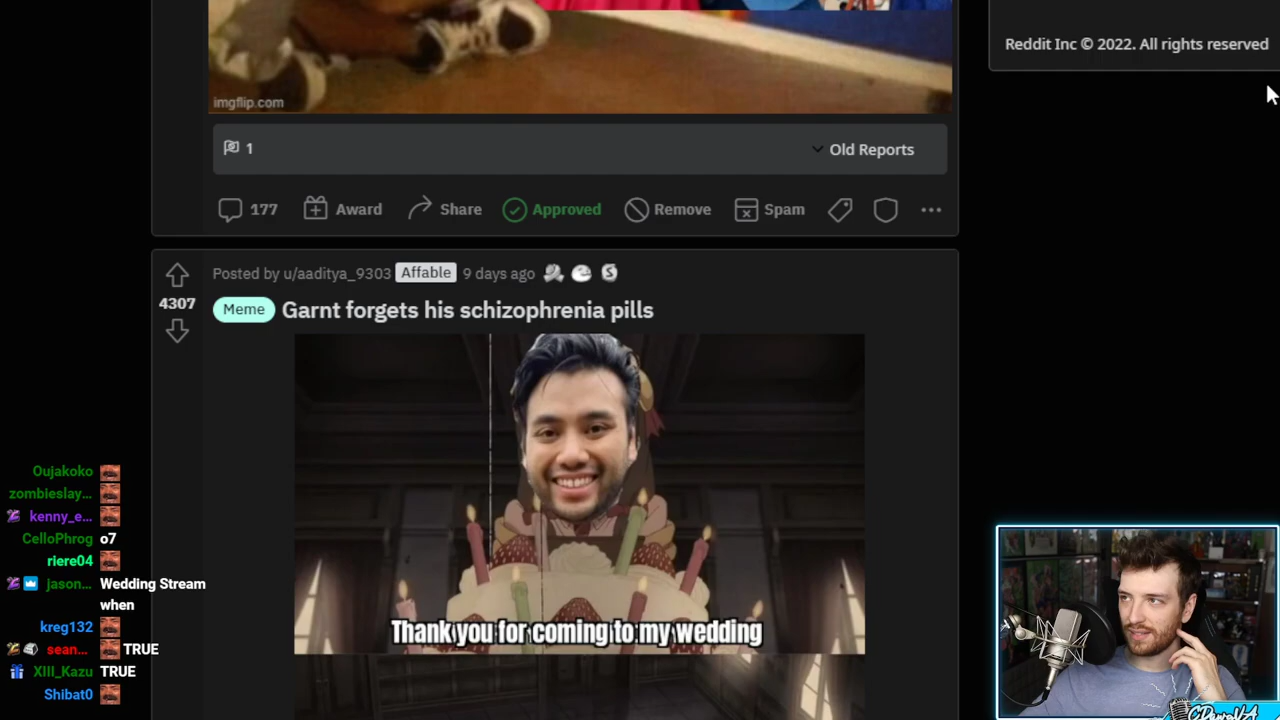 Reddit Inc © 2022. All rights reserved
imgflip.com
1
Old Reports
177 Award Share Approved Remove Spam
Posted by u/aaditya_9303 Affable 9 days ago
4307
Meme Garnt forgets his schizophrenia pills
Thank you for coming to my wedding
Oujakoko
zombieslay...
kenny_e...
CelloPhrog o7
riere04
jason... Wedding Stream
when
kreg132
sean... TRUE
XIII_Kazu TRUE
Shibat0
CDawgVA